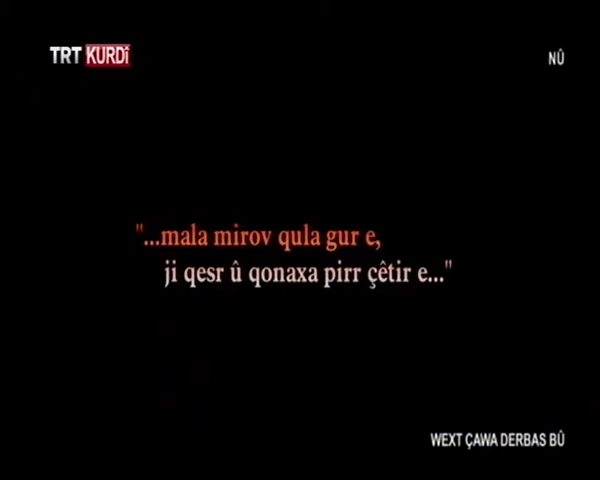 TRT KURDÎ
NÛ
"...mala mirov qula gur e,
ji qesr û qonaxa pirr çêtir e..."
WEXT ÇAWA DERBAS BÛ